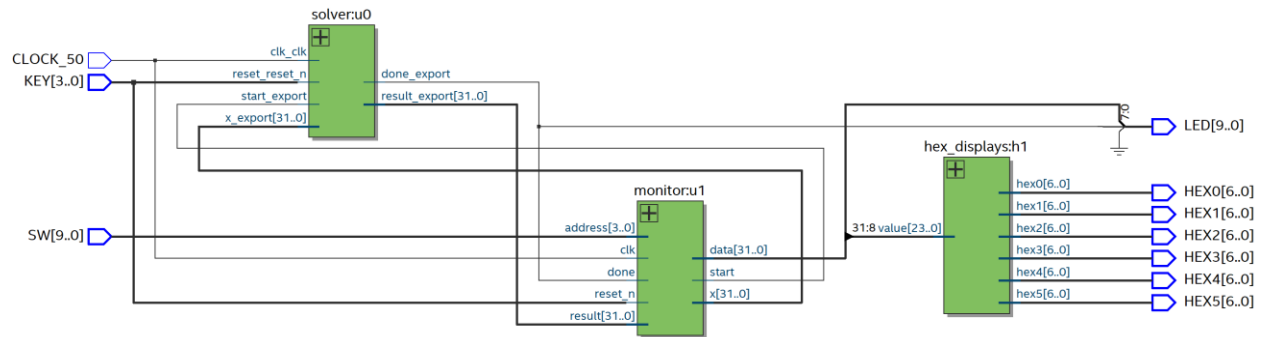 solver:u0
CLOCK_50
KEY[3..0]
clk_clk
reset_reset_n
start_export
x_export[31..0]
done_export
result_export[31..0]
7:0
LED[9..0]
hex_displays:h1
31:8 value[23..0]
hex0[6..0]
hex1[6..0]
hex2[6..0]
hex3[6..0]
hex4[6..0]
hex5[6..0]
HEX0[6..0]
HEX1[6..0]
HEX2[6..0]
HEX3[6..0]
HEX4[6..0]
HEX5[6..0]
monitor:u1
SW[9..0]
address[3..0]
clk
done
reset_n
result[31..0]
data[31..0]
start
x[31..0]